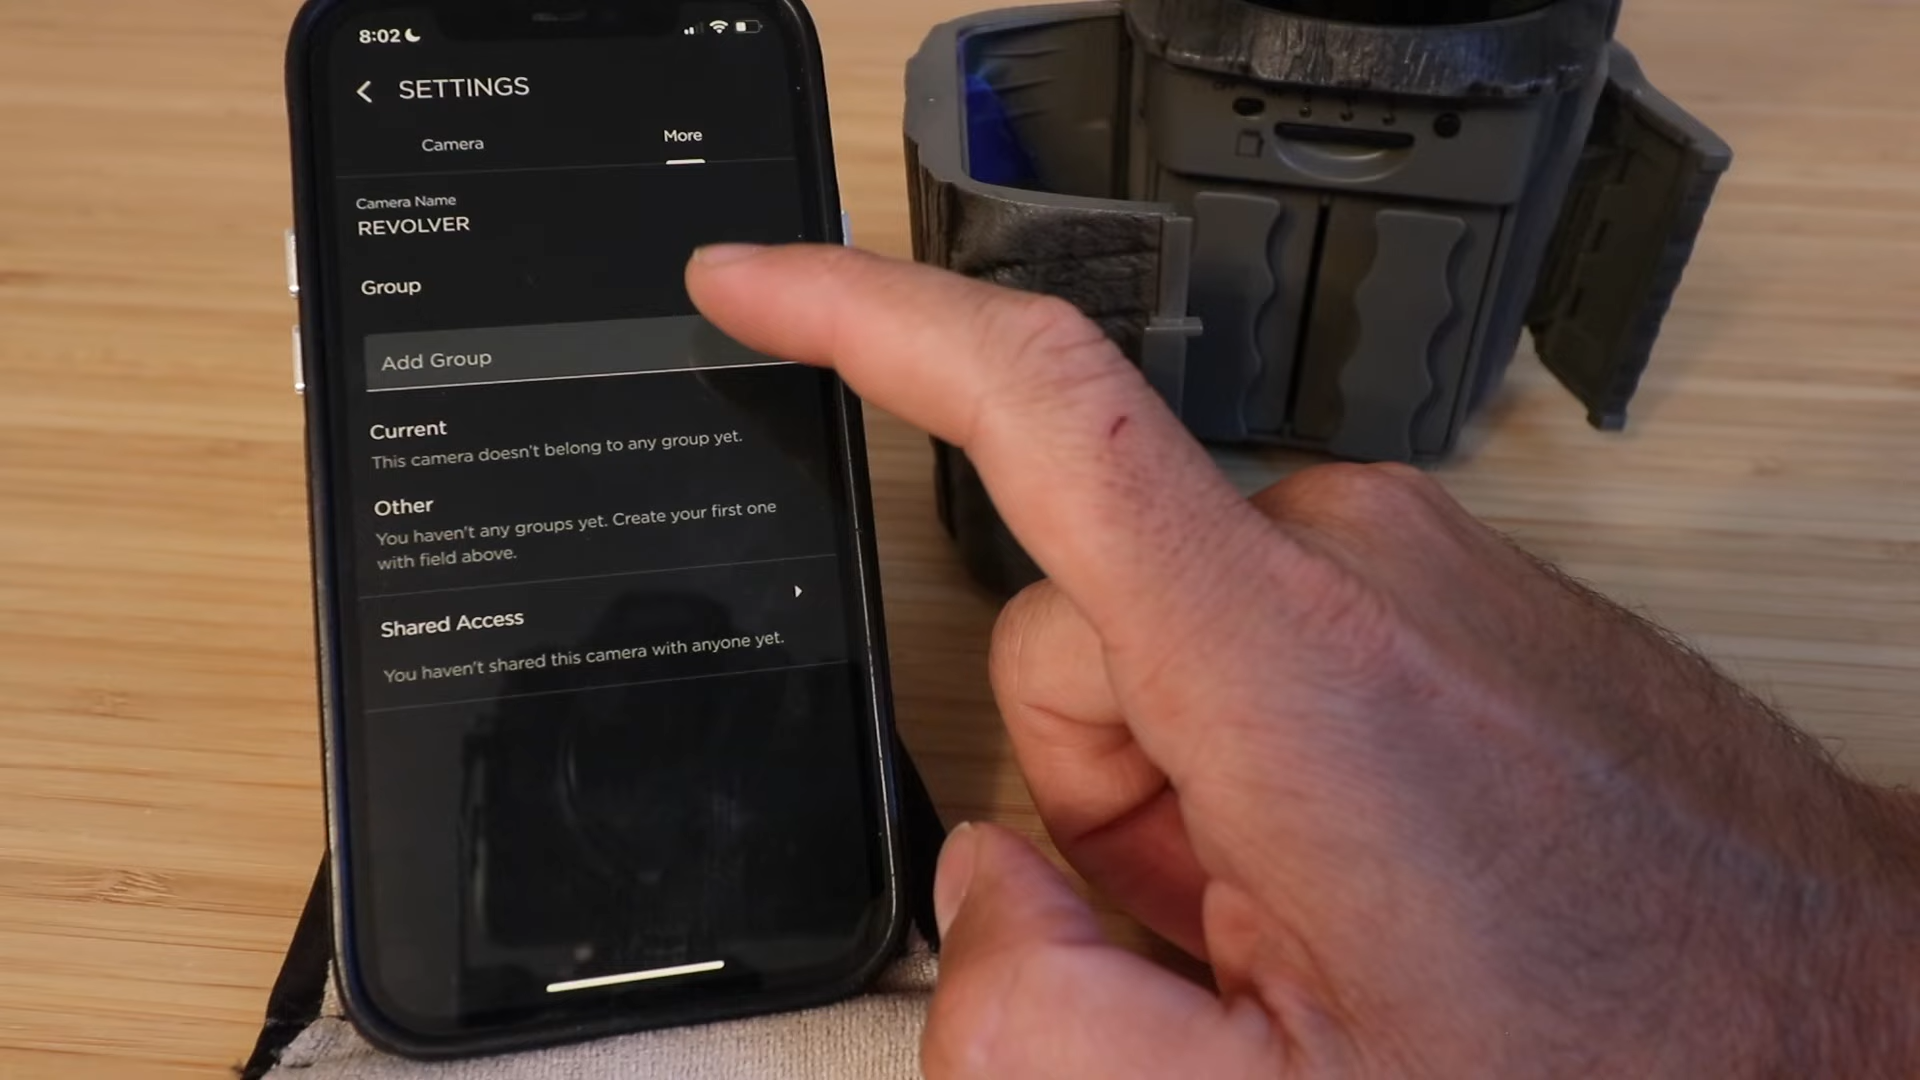 8:02
SETTINGS
Camera
More
Camera Name
REVOLVER
Group
Add Group
Current
This camera doesn't belong to any group yet.
Other
You haven't any groups yet. Create your first one
with field above.
Shared Access
You haven't shared this camera with anyone yet.